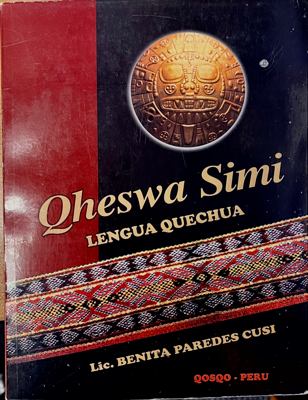 Qheswa Simi
LENGUA QUECHUA
Lic. BENITA PAREDES CUSI
QOSQO - PERU